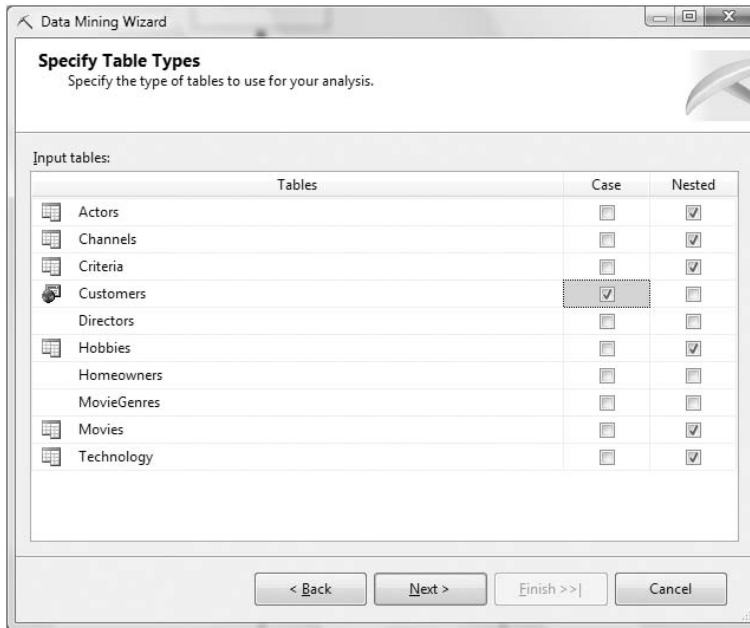 Data Mining Wizard
Specify Table Types
Specify the type of tables to use for your analysis.
Input tables:
Tables Case Nested
Actors
Channels
Criteria
Customers
Directors
Hobbies
Homeowners
MovieGenres
Movies
Technology
< Back Next > Finish >>| Cancel